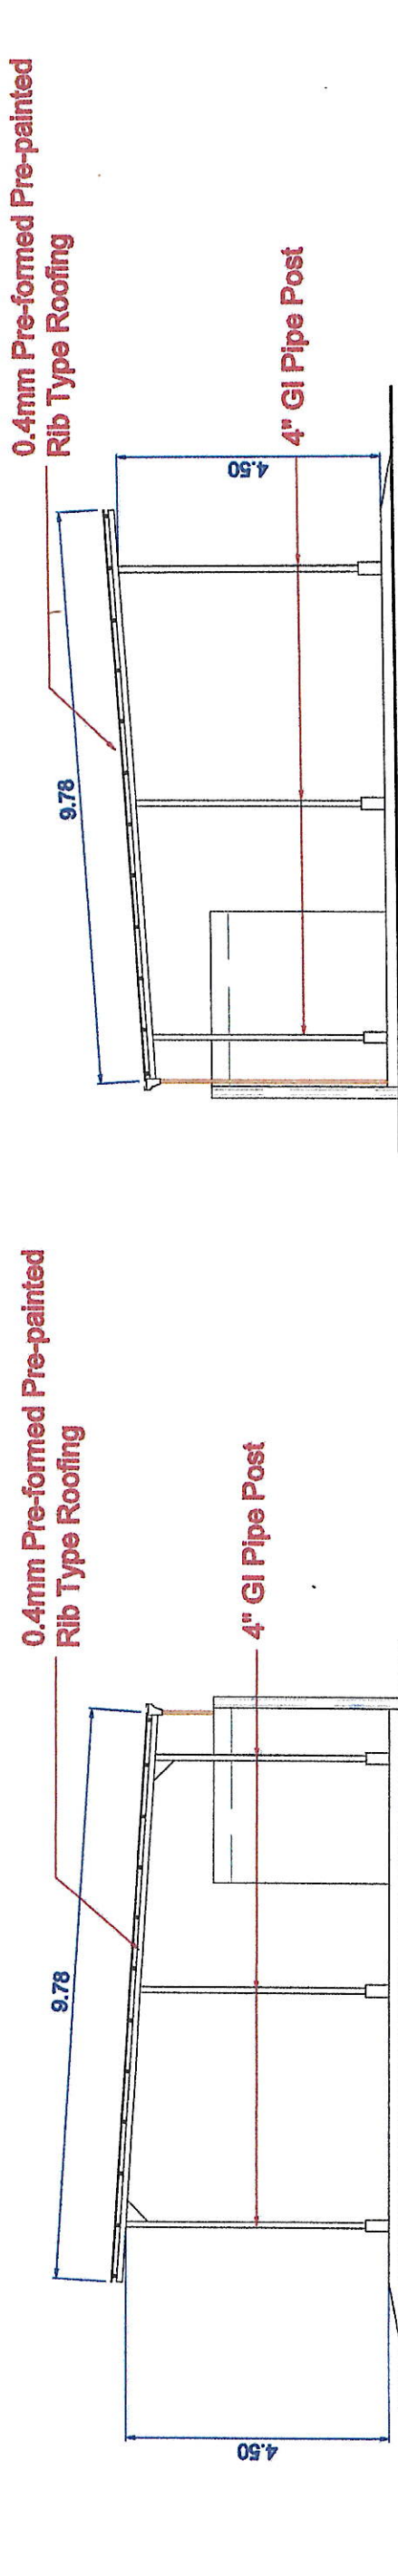 0.4mm Pre-formed Pre-painted
Rib Type Roofing
9.78
4" GI Pipe Post
4.50
0.4mm Pre-formed Pre-painted
Rib Type Roofing
9.78
4" GI Pipe Post
4.50